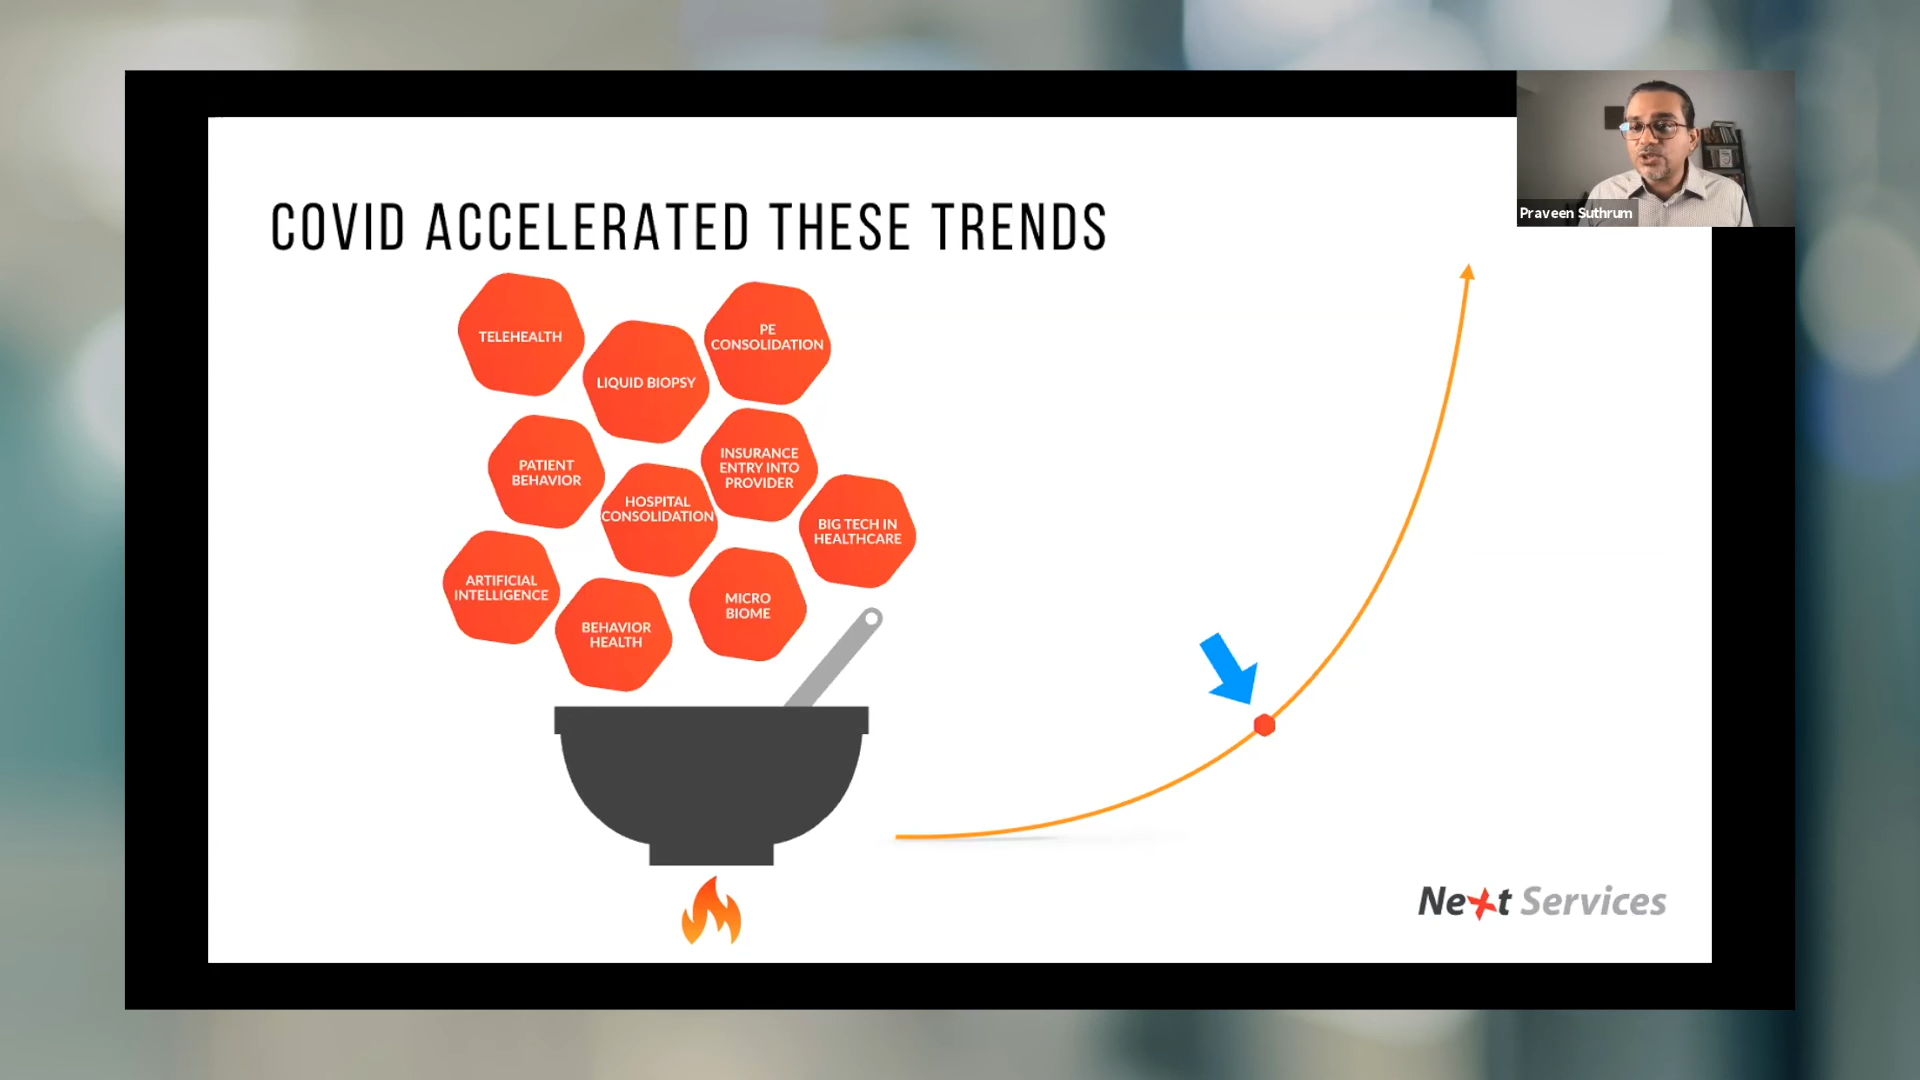 Praveen Suthrum
COVID ACCELERATED THESE TRENDS
TELEHEALTH
LIQUID BIOPSY
PE
CONSOLIDATION
PATIENT
BEHAVIOR
HOSPITAL
CONSOLIDATION
INSURANCE
ENTRY INTO
PROVIDER
BIG TECH IN
HEALTHCARE
ARTIFICIAL
INTELLIGENCE
BEHAVIOR
HEALTH
MICRO
BIOME
Next Services